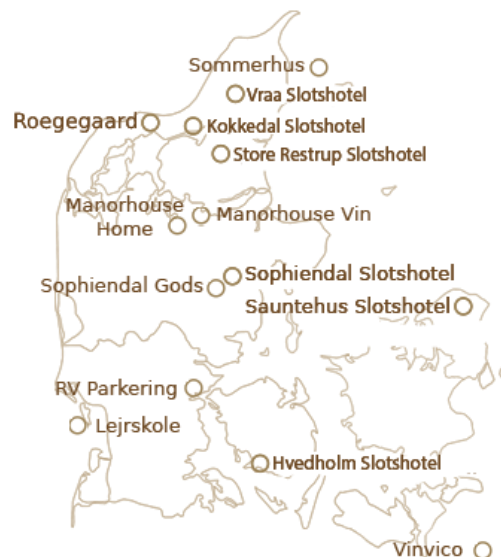 Sommerhus
Vraa Slotshotel
Roegegaard
Kokkedal Slotshotel
Store Restrup Slotshotel
Manorhouse
Home
Manorhouse Vin
Sophiendal Slotshotel
Sophiendal Gods
Sauntehus Slotshotel
RV Parkering
Lejrskole
Hvedholm Slotshotel
Vinvico